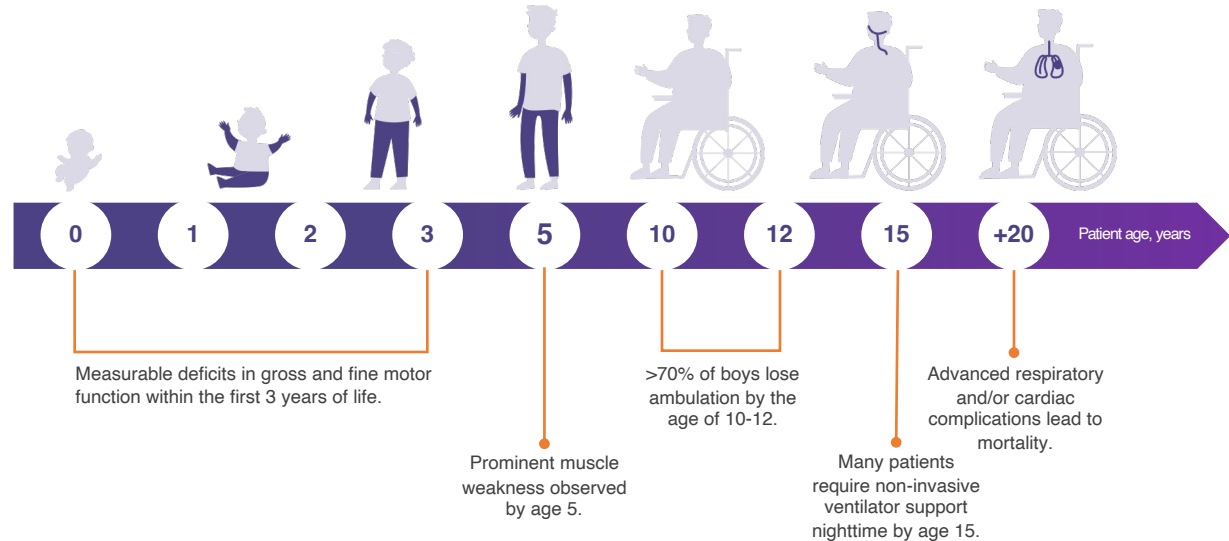 0
1
2
3
5
10
12
15
+20
Patient age, years
Measurable deficits in gross and fine motor
function within the first 3 years of life.
Prominent muscle
weakness observed
by age 5.
>70% of boys lose
ambulation by the
age of 10-12.
Many patients
require non-invasive
ventilator support
nighttime by age 15.
Advanced respiratory
and/or cardiac
complications lead to
mortality.